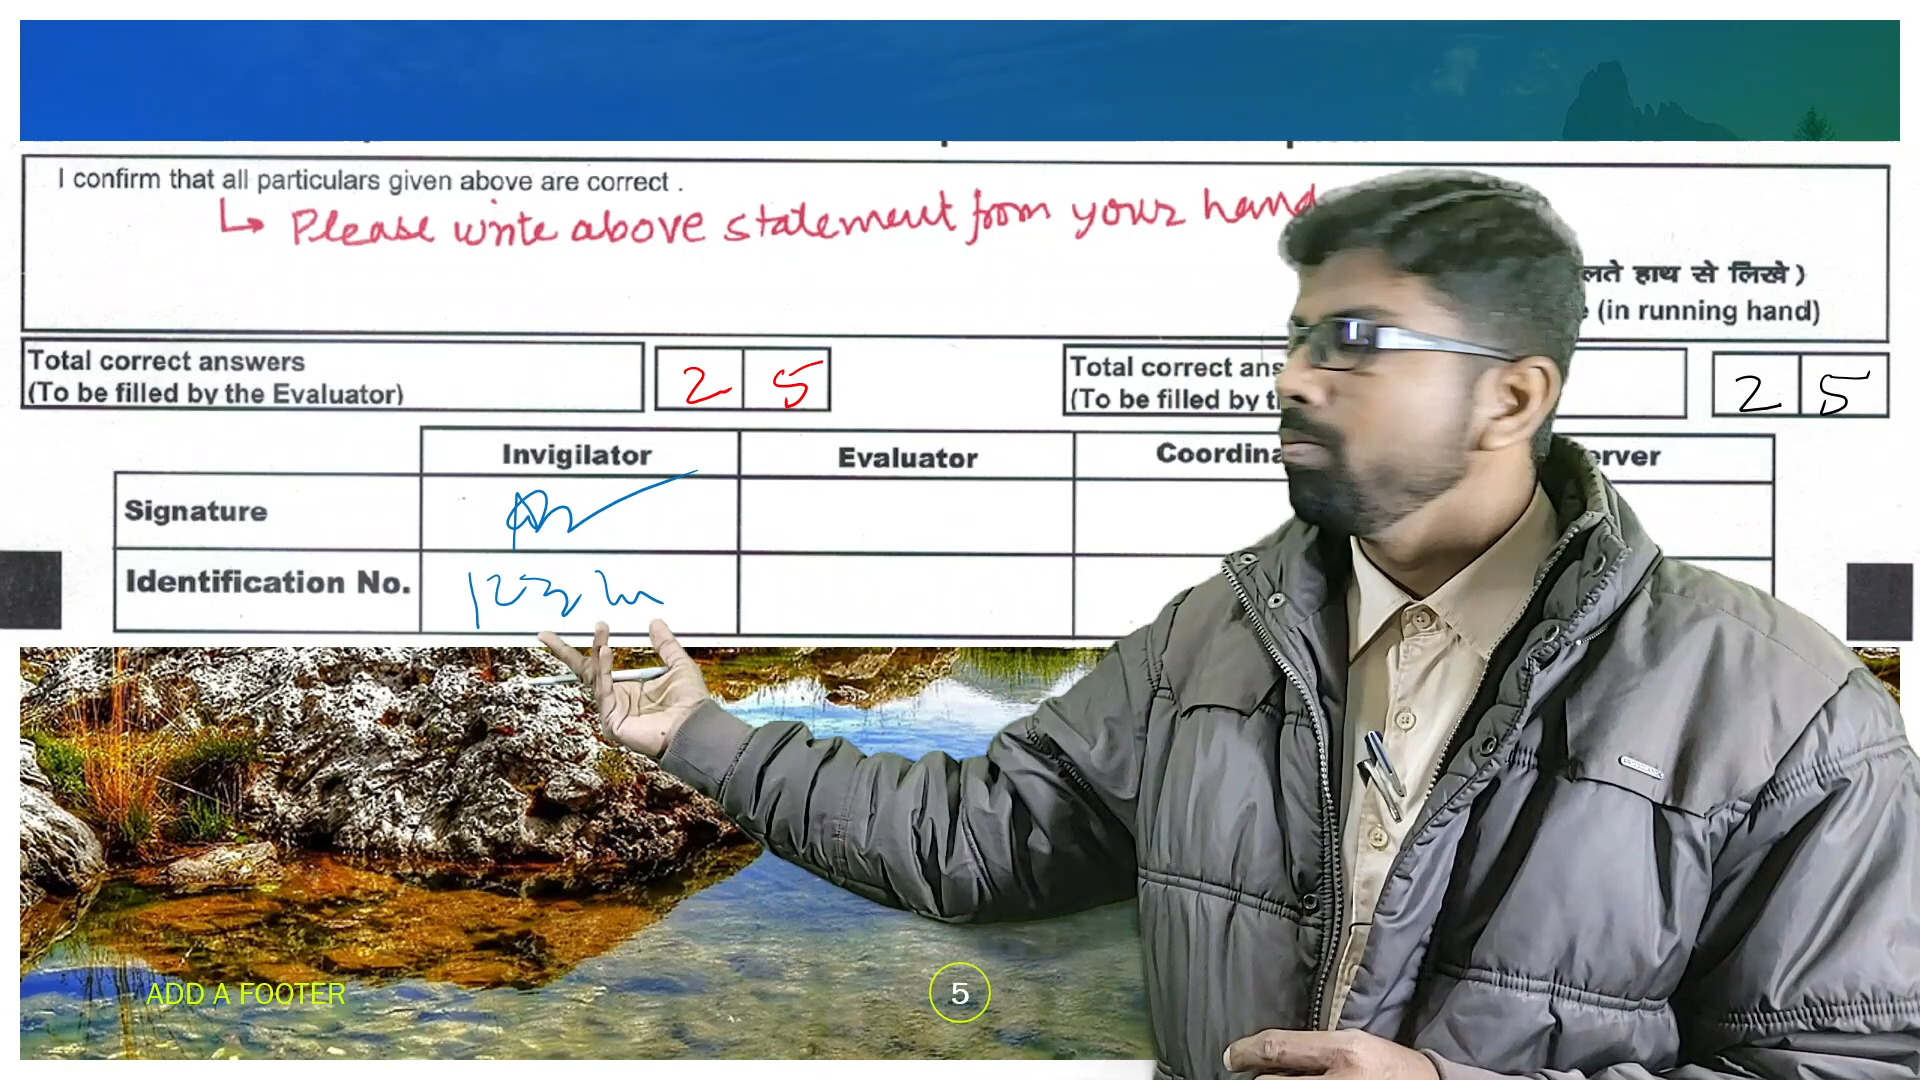 I confirm that all particulars given above are correct .
↳ Please write above statement from your hand
लते हाथ से लिखे )
(in running hand)
Total correct answers
(To be filled by the Evaluator)
2 5
Total correct ans
(To be filled by t
2 5
Invigilator Evaluator Coordina rver
Signature
Identification No.
ADD A FOOTER
5